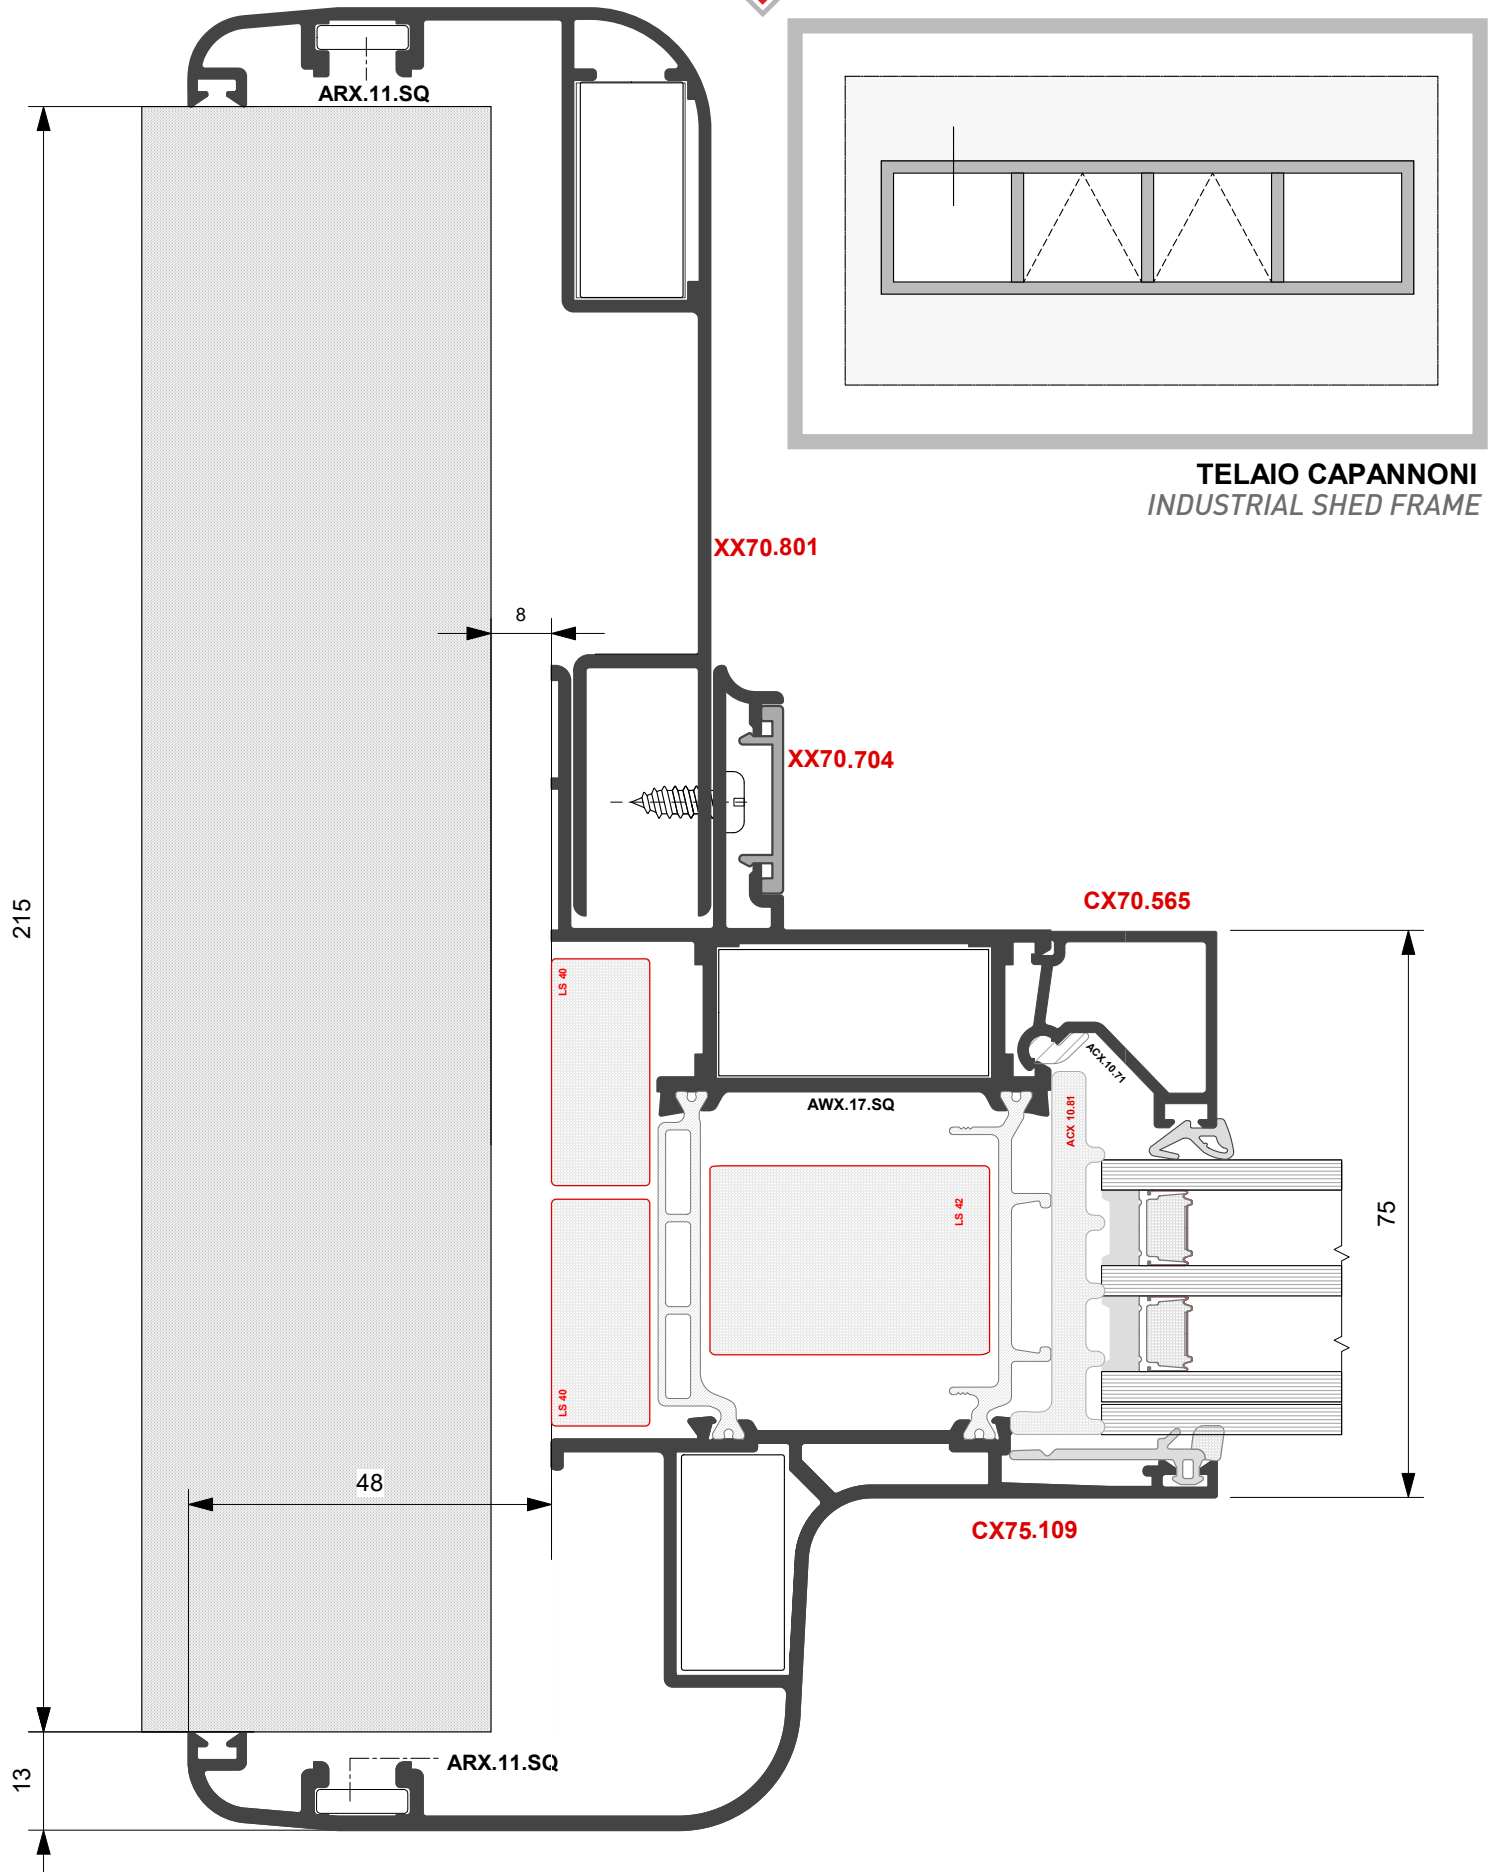 ARX.11.SQ
TELAIO CAPANNONI
INDUSTRIAL SHED FRAME
XX70.801
8
XX70.704
CX70.565
215
LS 40
ACX.10.71
AWX.17.SQ
ACX 10.81
LS 42
75
LS 40
48
CX75.109
ARX.11.SQ
13